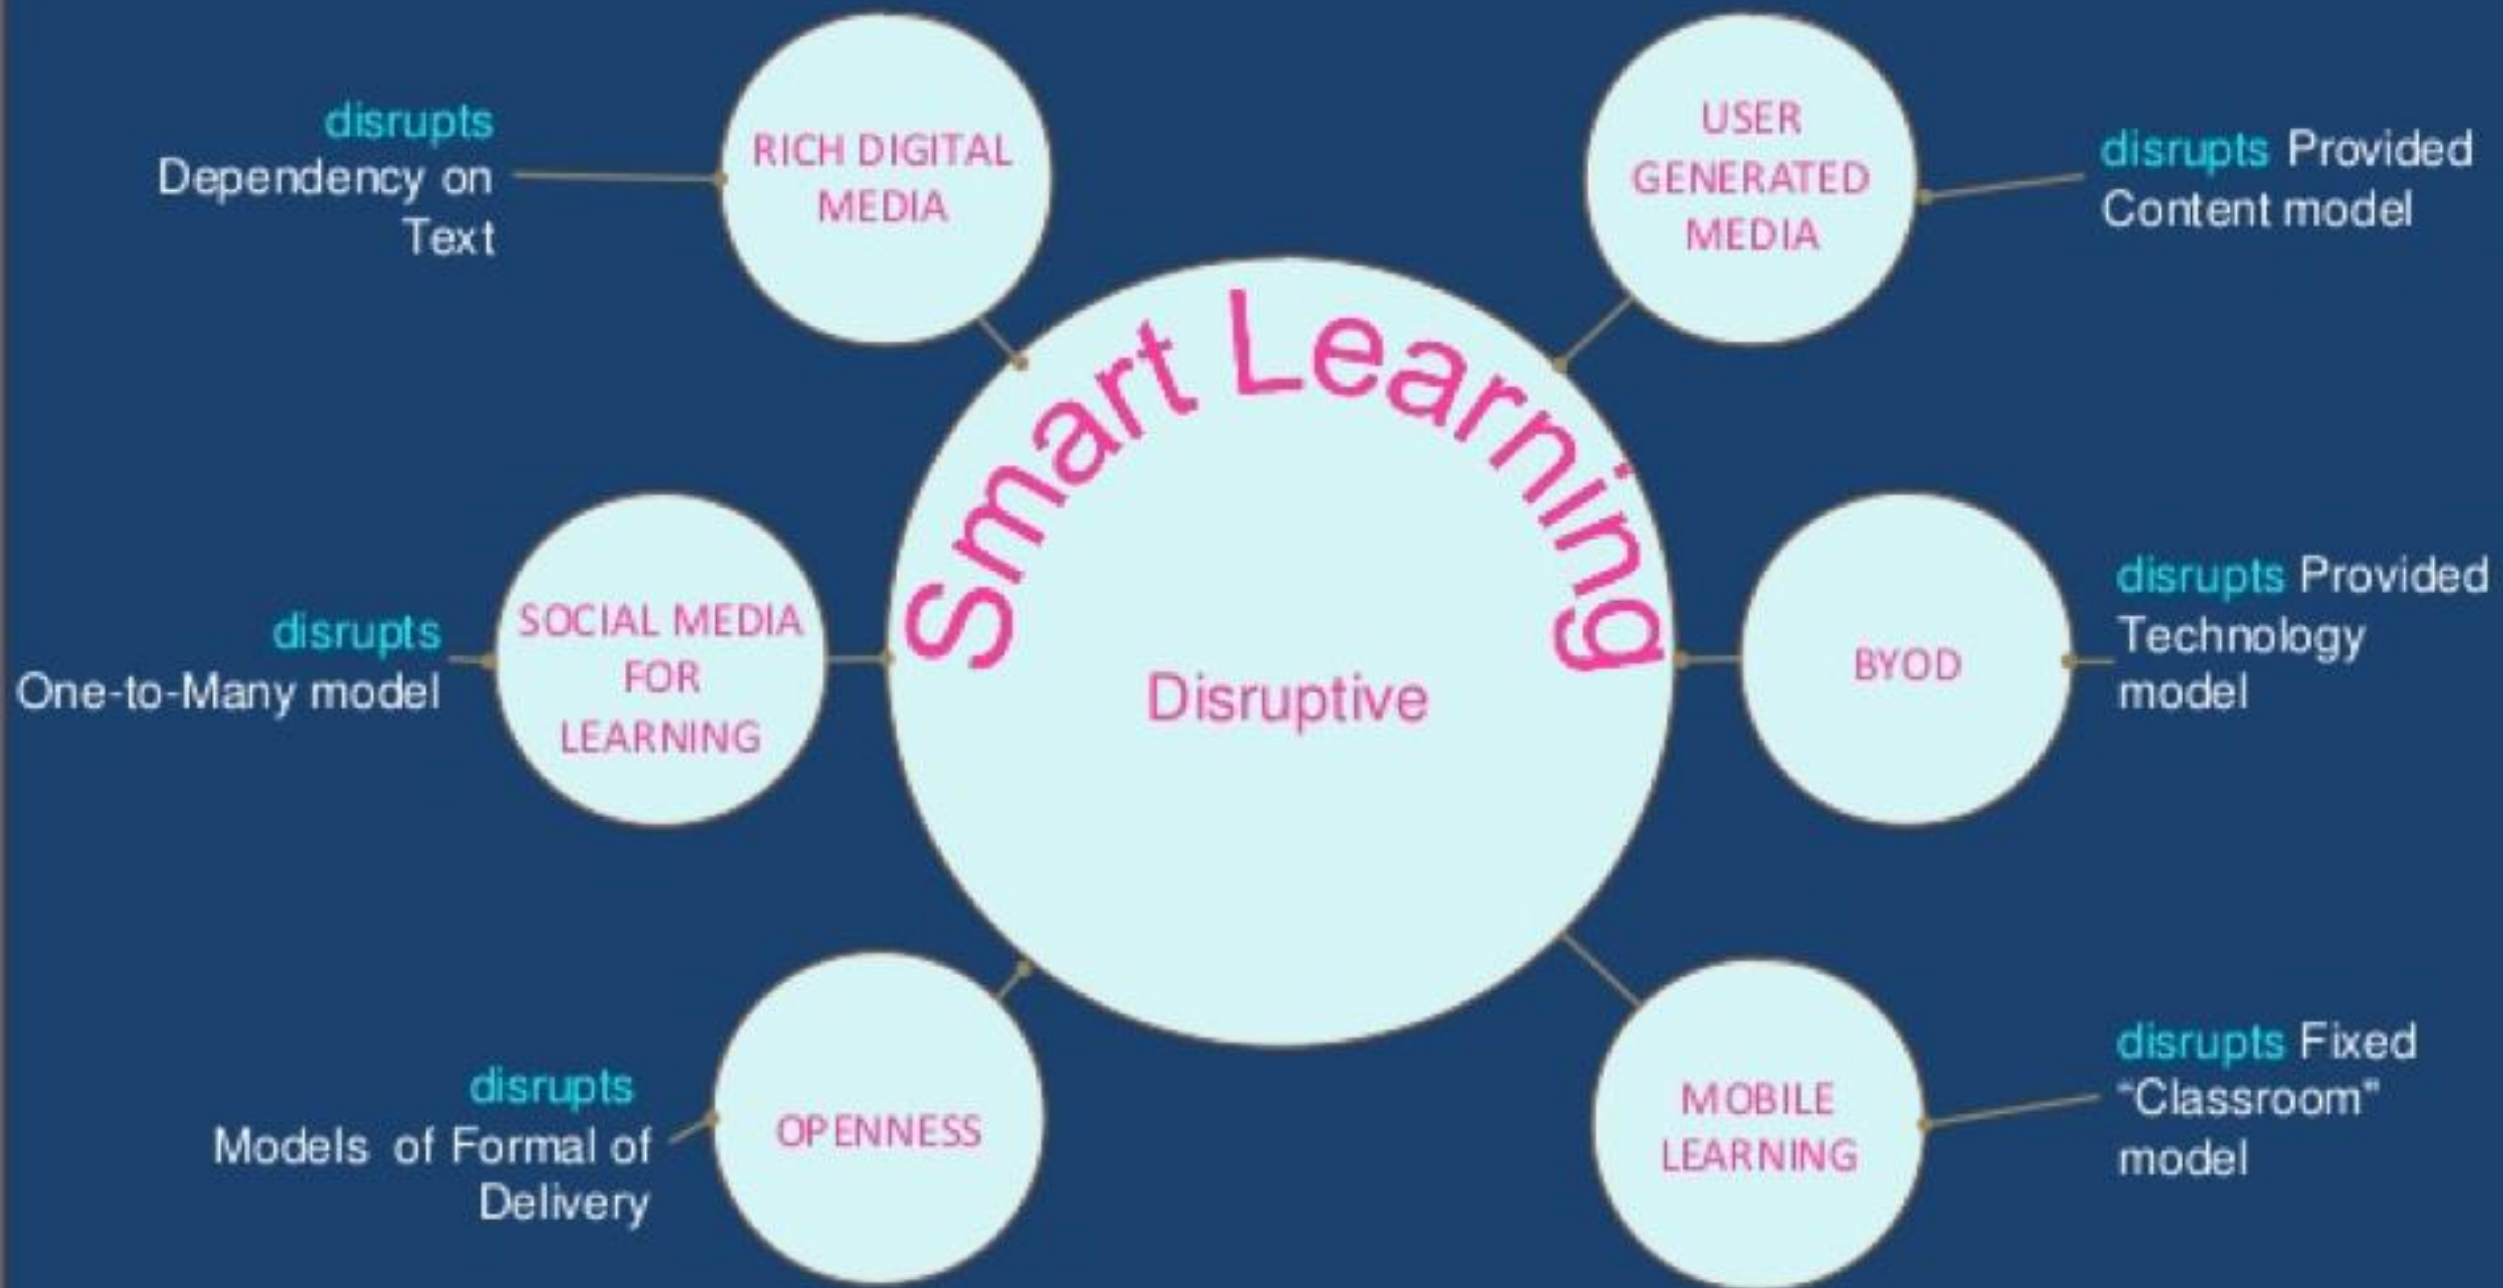 disrupts
Dependency on
Text
RICH DIGITAL
MEDIA
USER
GENERATED
MEDIA
disrupts Provided
Content model
Smart Learning
Disruptive
disrupts
One-to-Many model
SOCIAL MEDIA
FOR
LEARNING
BYOD
disrupts Provided
Technology
model
disrupts
Models of Formal of
Delivery
OPENNESS
MOBILE
LEARNING
disrupts Fixed
“Classroom”
model